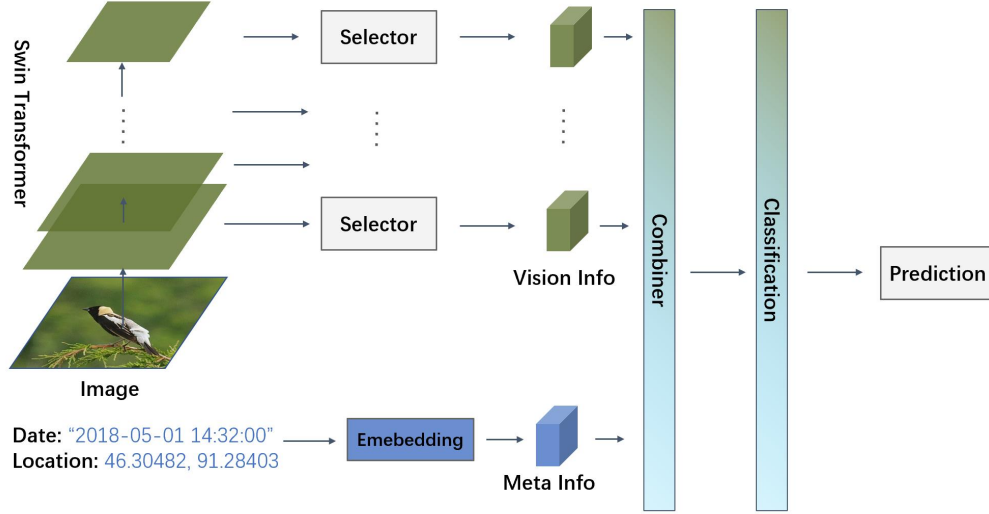 Swin Transformer
Selector
Selector
Vision Info
Image
Date: “2018-05-01 14:32:00”
Location: 46.30482, 91.28403
Emebedding
Meta Info
Combiner
Classification
Prediction